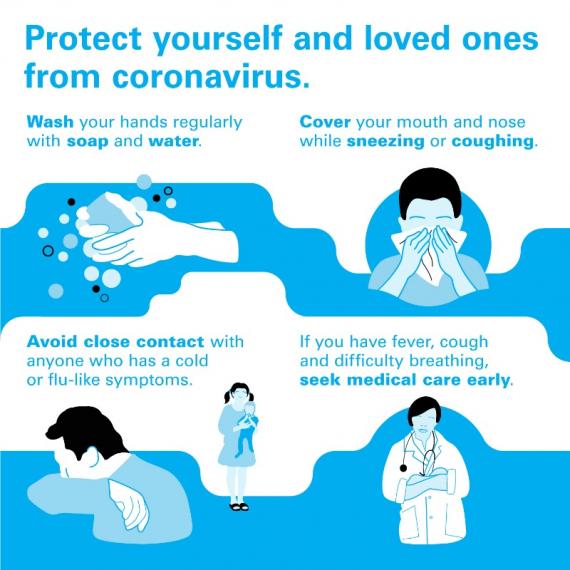 Protect yourself and loved ones
from coronavirus.
Wash your hands regularly
with soap and water.
Cover your mouth and nose
while sneezing or coughing.
Avoid close contact with
anyone who has a cold
or flu-like symptoms.
If you have fever, cough
and difficulty breathing,
seek medical care early.